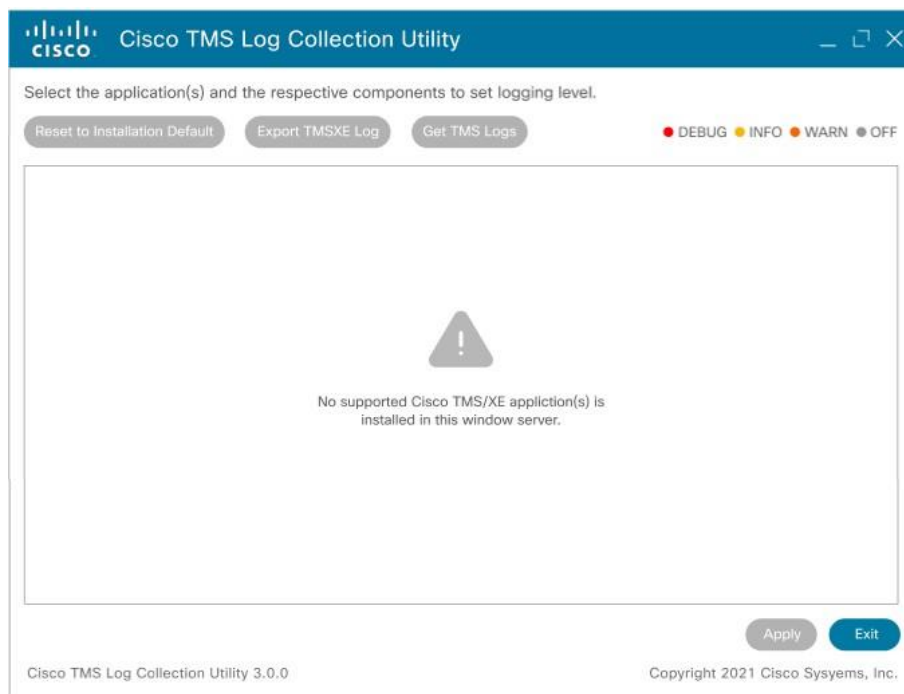 CISCO
Cisco TMS Log Collection Utility
Select the application(s) and the respective components to set logging level.
Reset to Installation Default
Export TMSXE Log
Get TMS Logs
DEBUG
INFO
WARN
OFF
No supported Cisco TMS/XE appliction(s) is
installed in this window server.
Apply
Exit
Cisco TMS Log Collection Utility 3.0.0
Copyright 2021 Cisco Sysyems, Inc.